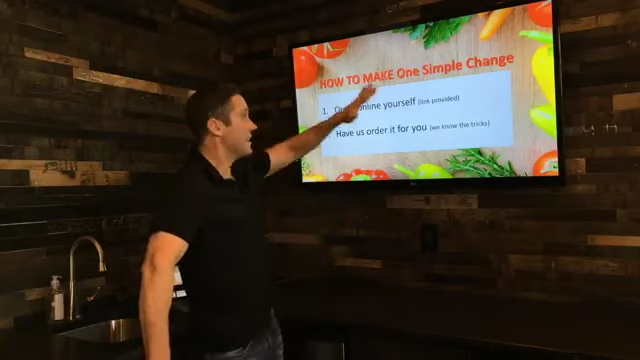 HOW TO MAKE One Simple Change
1. online yourself (link provided)
Have us order it for you (we know the tricks)
LG